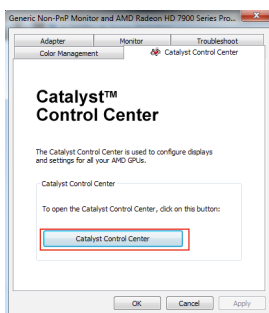 Generic Non-PnP Monitor and AMD Radeon HD 7900 Series Pro...
Adapter Monitor Troubleshoot
Color Management Catalyst Control Center
Catalyst™
Control Center
The Catalyst Control Center is used to configure displays
and settings for all your AMD GPUs.
Catalyst Control Center
To open the Catalyst Control Center, click on this button:
Catalyst Control Center
OK Cancel Apply